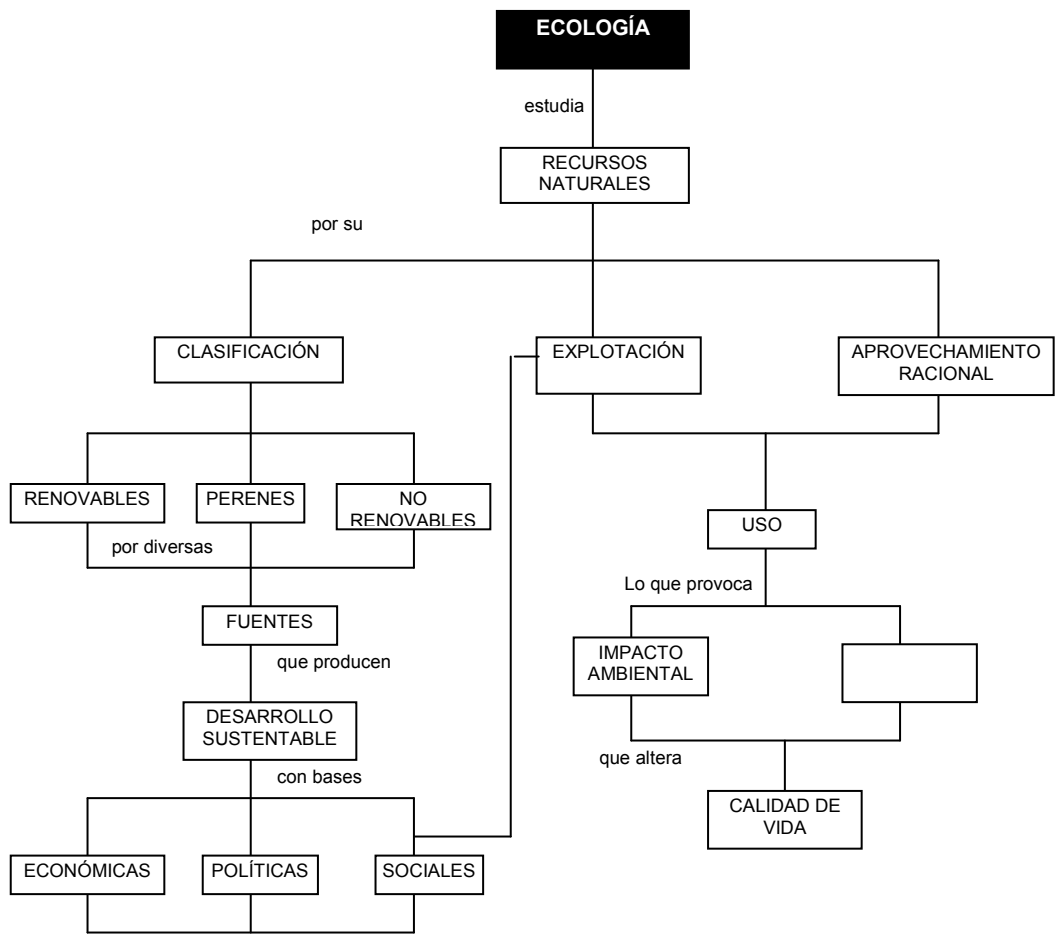 ECOLOGÍA
estudia
RECURSOS
NATURALES
por su
CLASIFICACIÓN
EXPLOTACIÓN
APROVECHAMIENTO
RACIONAL
RENOVABLES
PERENES
NO
RENOVABLES
USO
por diversas
Lo que provoca
FUENTES
IMPACTO
AMBIENTAL
que producen
DESARROLLO
SUSTENTABLE
que altera
con bases
CALIDAD DE
VIDA
ECONÓMICAS
POLÍTICAS
SOCIALES